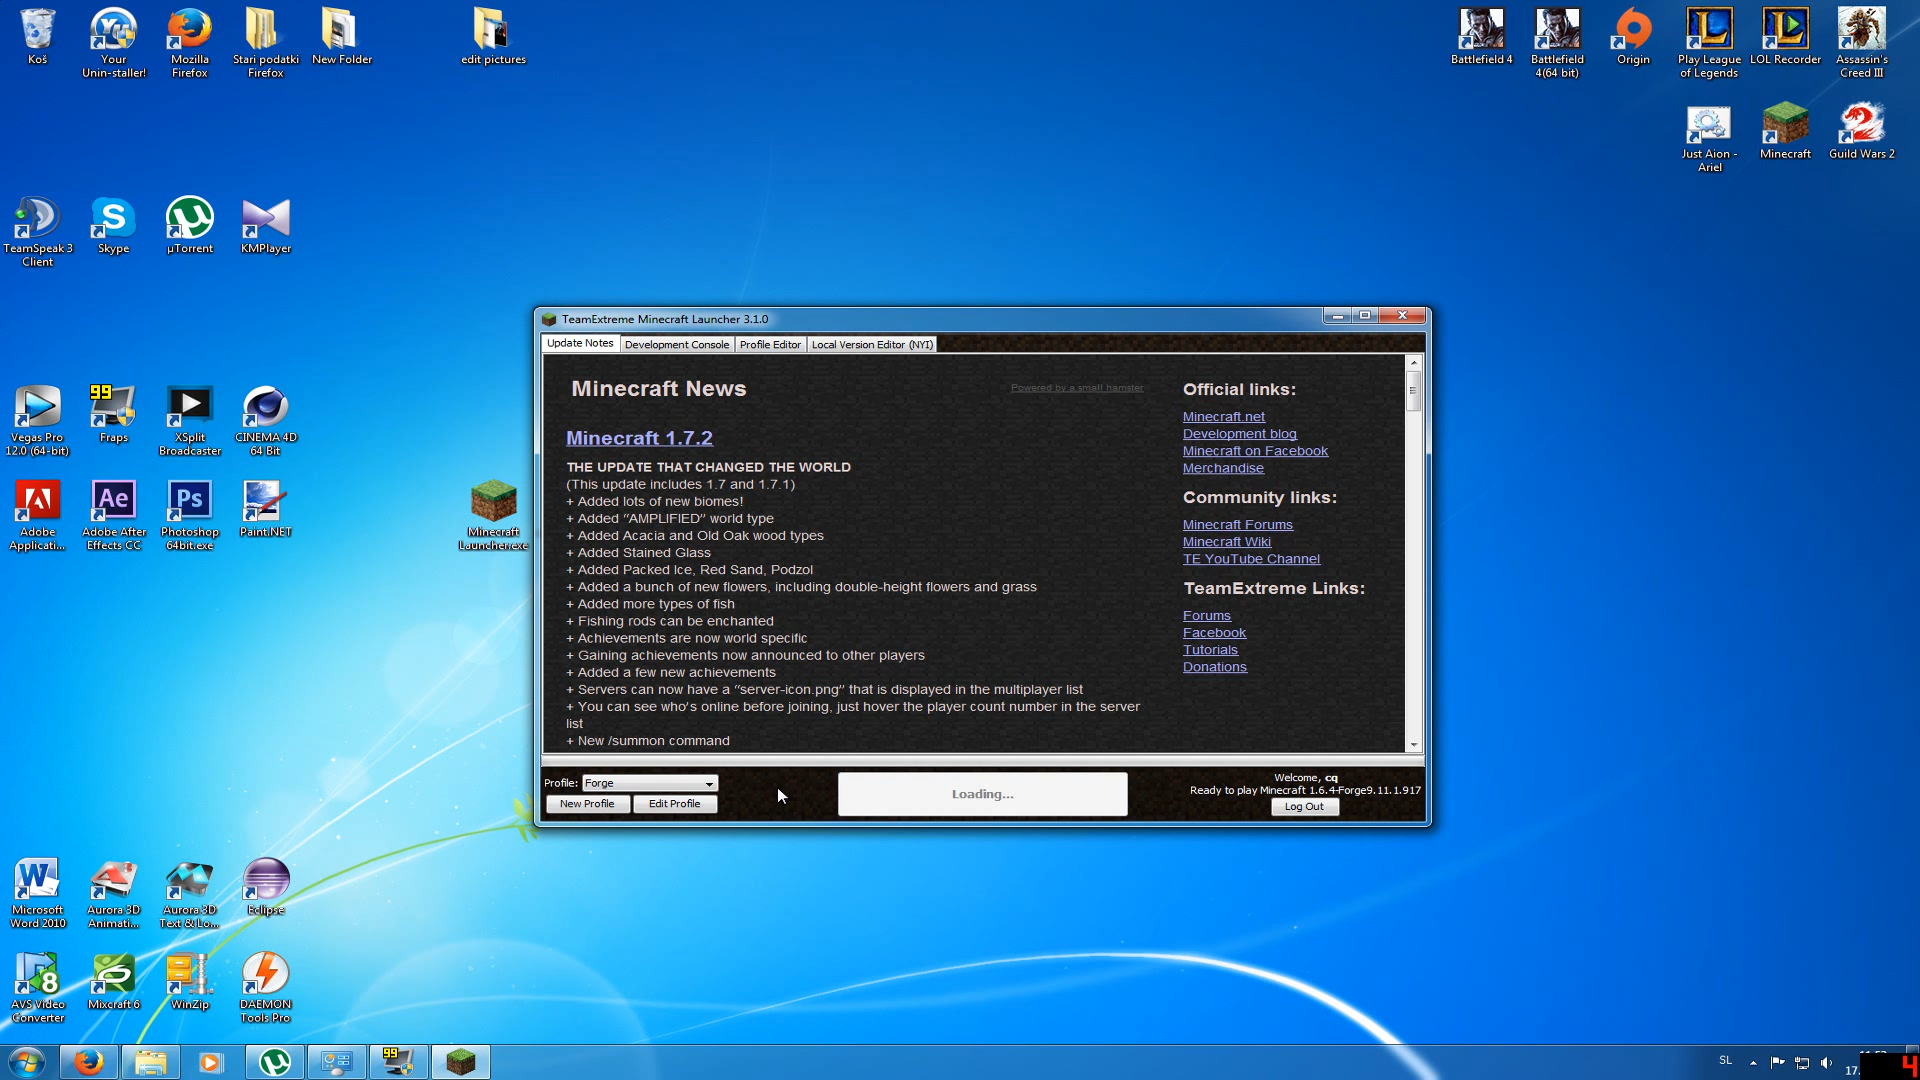 Koš
Your
Unin-staller!
Mozilla
Firefox
Stari podatki
Firefox
New Folder
edit pictures
Battlefield 4
Battlefield
4(64 bit)
Origin
Play League
of Legends
LOL Recorder
Assassin's
Creed III
Just Aion -
Ariel
Minecraft
Guild Wars 2
TeamSpeak 3
Client
Skype
µTorrent
KMPlayer
99
Vegas Pro
12.0 (64-bit)
Fraps
XSplit
Broadcaster
CINEMA 4D
64 Bit
Ae
Ps
Adobe
Applicati...
Adobe After
Effects CC
Photoshop
64bit.exe
Paint.NET
Minecraft
Launcher.exe
TeamExtreme Minecraft Launcher 3.1.0
Update Notes
Development Console
Profile Editor
Local Version Editor (NYI)
Minecraft News
Powered by a small hamster
Minecraft 1.7.2
THE UPDATE THAT CHANGED THE WORLD
(This update includes 1.7 and 1.7.1)
+ Added lots of new biomes!
+ Added “AMPLIFIED” world type
+ Added Acacia and Old Oak wood types
+ Added Stained Glass
+ Added Packed Ice, Red Sand, Podzol
+ Added a bunch of new flowers, including double-height flowers and grass
+ Added more types of fish
+ Fishing rods can be enchanted
+ Achievements are now world specific
+ Gaining achievements now announced to other players
+ Added a few new achievements
+ Servers can now have a “server-icon.png” that is displayed in the multiplayer list
+ You can see who’s online before joining, just hover the player count number in the server
list
+ New /summon command
Official links:
Minecraft.net
Development blog
Minecraft on Facebook
Merchandise
Community links:
Minecraft Forums
Minecraft Wiki
TE YouTube Channel
TeamExtreme Links:
Forums
Facebook
Tutorials
Donations
Profile: Forge
New Profile
Edit Profile
Loading...
Welcome, cq
Ready to play Minecraft 1.6.4-Forge9.11.1.917
Log Out
Microsoft
Word 2010
Aurora 3D
Animati...
Aurora 3D
Text & Lo...
Eclipse
AVS Video
Converter
Mixcraft 6
WinZip
DAEMON
Tools Pro
99
SL
17.
4